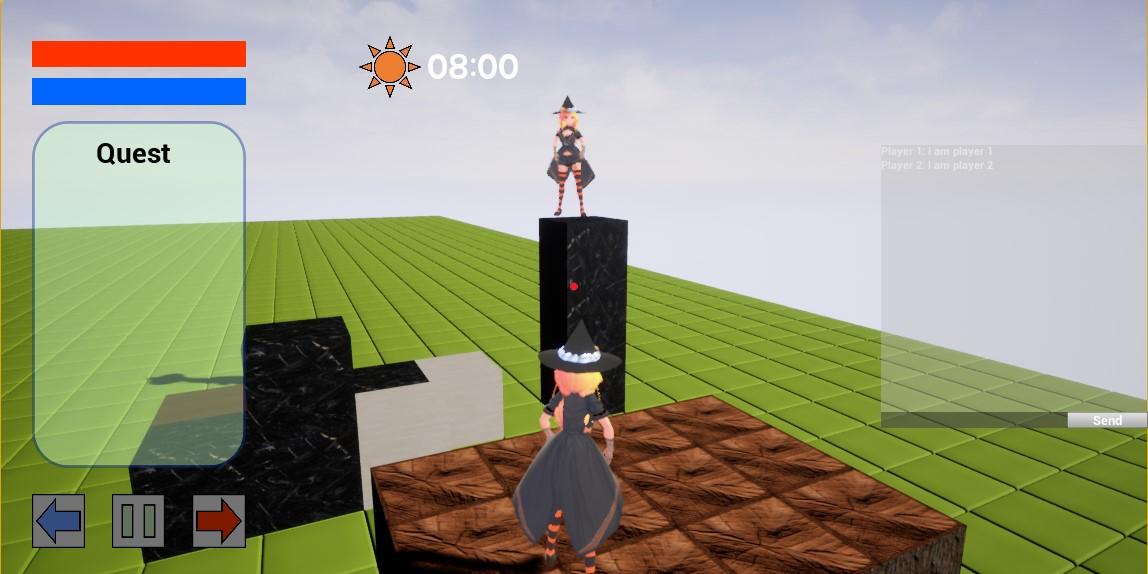 08:00
Quest
Player 1: i am player 1
Player 2: i am player 2
Send